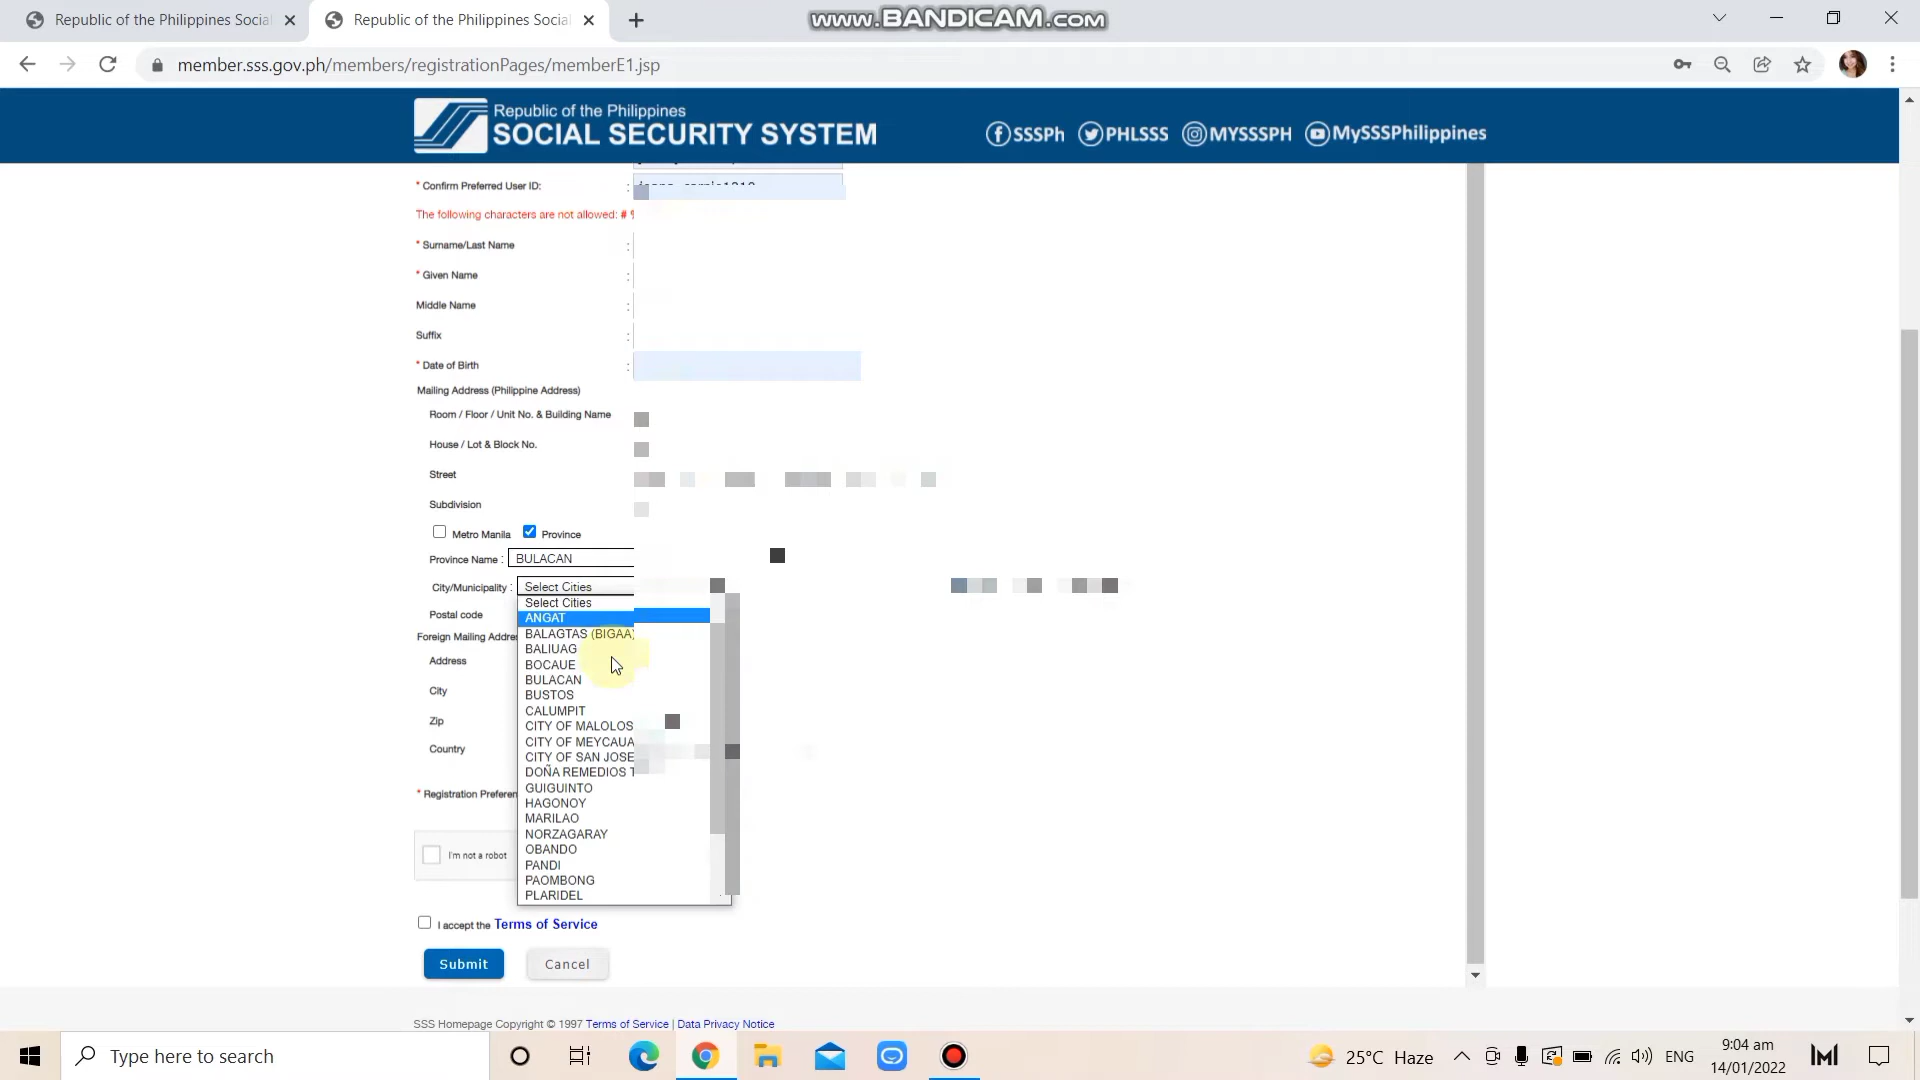 Republic of the Philippines Social
Republic of the Philippines Social
www.BANDICAM.com
member.sss.gov.ph/members/registrationPages/memberE1.jsp
Republic of the Philippines
SOCIAL SECURITY SYSTEM
SSSPh PHLSSS MYSSSPH MySSSPhilippines
* Confirm Preferred User ID: :
The following characters are not allowed: #
* Surname/Last Name :
* Given Name :
Middle Name :
Suffix :
* Date of Birth :
Mailing Address (Philippine Address)
Room / Floor / Unit No. & Building Name
House / Lot & Block No.
Street
Subdivision
Metro Manila Province
Province Name : BULACAN
City/Municipality : Select Cities
Select Cities
ANGAT
Postal code
BALAGTAS (BIGAA)
Foreign Mailing Addre
BALIUAG
Address
BOCAUE
BULACAN
City
BUSTOS
CALUMPIT
Zip
CITY OF MALOLOS
CITY OF MEYCAUA
Country
CITY OF SAN JOSE
DOÑA REMEDIOS T
GUIGUINTO
* Registration Preferen
HAGONOY
MARILAO
NORZAGARAY
OBANDO
I'm not a robot
PANDI
PAOMBONG
PLARIDEL
I accept the Terms of Service
Submit Cancel
SSS Homepage Copyright © 1997 Terms of Service | Data Privacy Notice
Type here to search
25°C Haze
ENG
9:04 am
14/01/2022